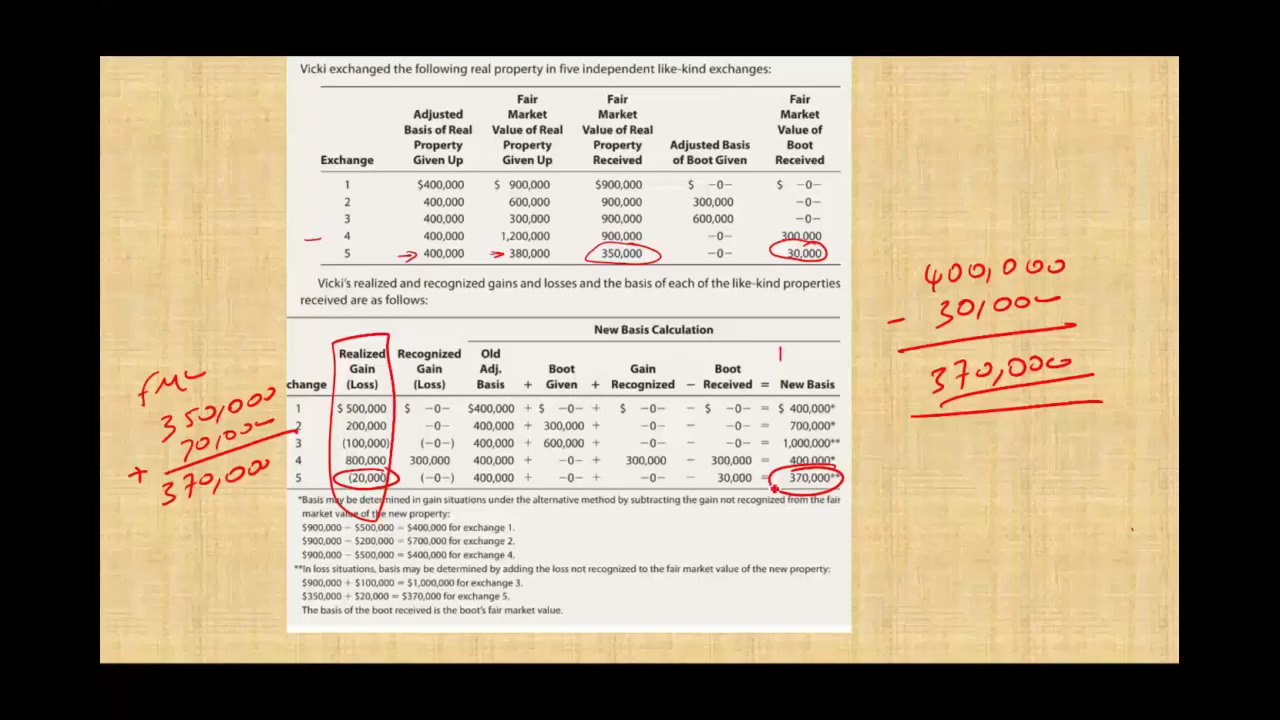 Vicki exchanged the following real property in five independent like-kind exchanges:
Fair Fair Fair
Adjusted Market Market Market
Basis of Real Value of Real Value of Real Value of
Property Property Property Adjusted Basis Boot
Exchange Given Up Given Up Received of Boot Given Received
1 $400,000 $ 900,000 $900,000 $ –0– $ –0–
2 400,000 600,000 900,000 300,000 –0–
3 400,000 300,000 900,000 600,000 –0–
4 400,000 1,200,000 900,000 –0– 300,000
5 400,000 380,000 350,000 –0– 30,000
Vicki's realized and recognized gains and losses and the basis of each of the like-kind properties
received are as follows:
New Basis Calculation
Realized Recognized Old
Gain Gain Adj. Boot Gain Boot
change (Loss) (Loss) Basis + Given + Recognized – Received = New Basis
1 $ 500,000 $ –0– $400,000 + $ –0– + $ –0– – $ –0– = $ 400,000*
2 200,000 –0– 400,000 + 300,000 + –0– – –0– = 700,000*
3 (100,000) (–0–) 400,000 + 600,000 + –0– – –0– = 1,000,000**
4 800,000 300,000 400,000 + –0– + 300,000 – 300,000 = 400,000*
5 (20,000) (–0–) 400,000 + –0– + –0– – 30,000 = 370,000**
*Basis may be determined in gain situations under the alternative method by subtracting the gain not recognized from the fair
market value of the new property:
$900,000 – $500,000 = $400,000 for exchange 1.
$900,000 – $200,000 = $700,000 for exchange 2.
$900,000 – $500,000 = $400,000 for exchange 4.
**In loss situations, basis may be determined by adding the loss not recognized to the fair market value of the new property:
$900,000 + $100,000 = $1,000,000 for exchange 3.
$350,000 + $20,000 = $370,000 for exchange 5.
The basis of the boot received is the boot's fair market value.
350,000
+ 70,000
370,000
400,000
– 30,000
370,000